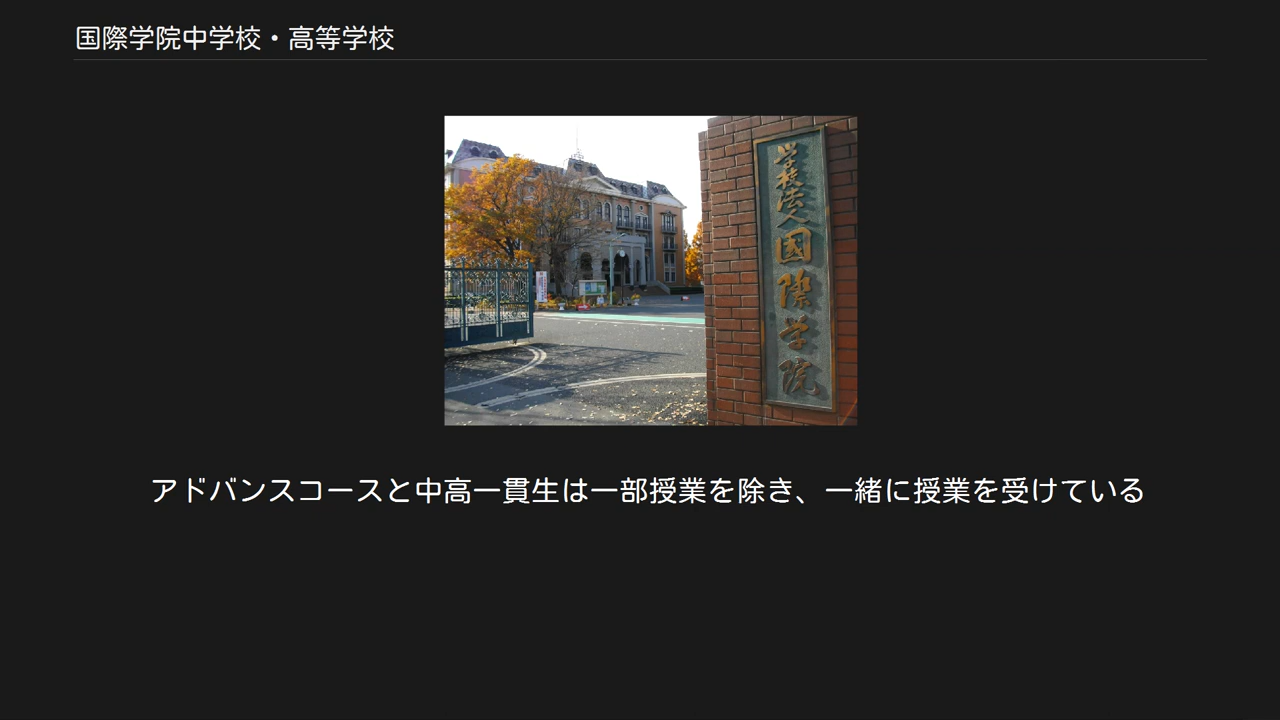 国際学院中学校・高等学校
学校法人国際学院
アドバンスコースと中高一貫生は一部授業を除き、一緒に授業を受けている